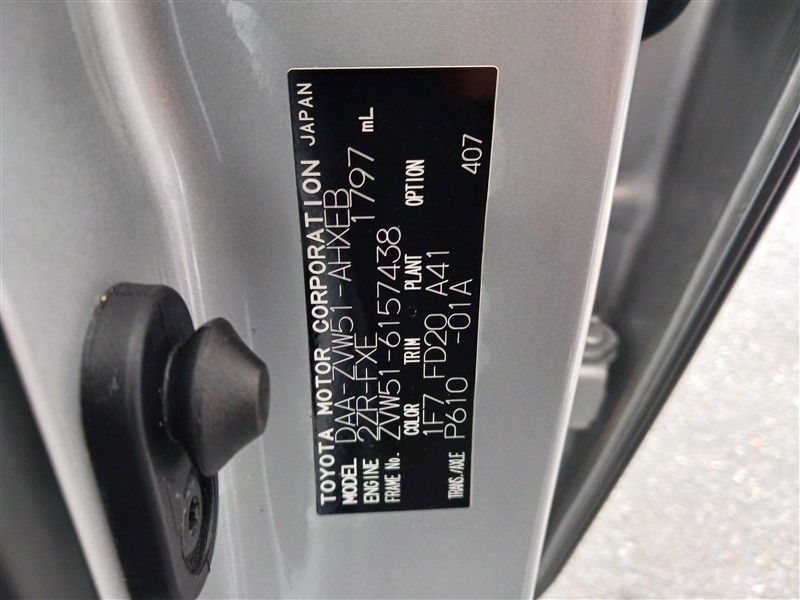 TOYOTA MOTOR CORPORATION JAPAN
MODEL DAA-ZVW51-AHXEB
ENGINE 2ZR-FXE 1797 mL
FRAME No. ZVW51-6157438
COLOR TRIM PLANT OPTION
1F7 FD20 A41
TRANS./AXLE P610 -01A 407